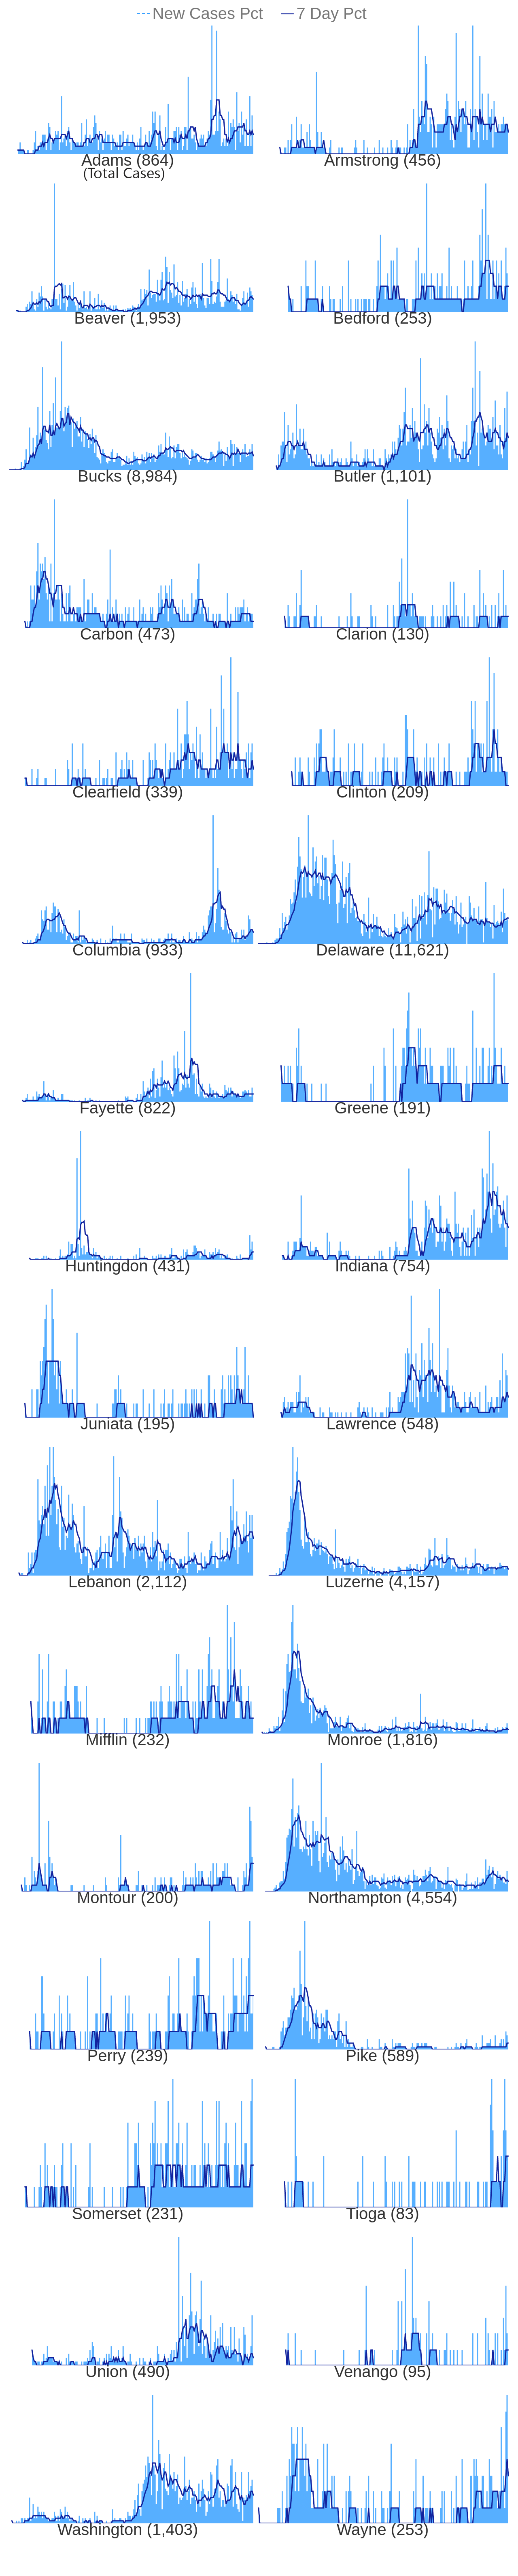 New Cases Pct 7 Day Pct
Adams (864) Armstrong (456)
(Total Cases)
Beaver (1,953) Bedford (253)
Bucks (8,984) Butler (1,101)
Carbon (473) Clarion (130)
Clearfield (339) Clinton (209)
Columbia (933) Delaware (11,621)
Fayette (822) Greene (191)
Huntingdon (431) Indiana (754)
Juniata (195) Lawrence (548)
Lebanon (2,112) Luzerne (4,157)
Mifflin (232) Monroe (1,816)
Montour (200) Northampton (4,554)
Perry (239) Pike (589)
Somerset (231) Tioga (83)
Union (490) Venango (95)
Washington (1,403) Wayne (253)